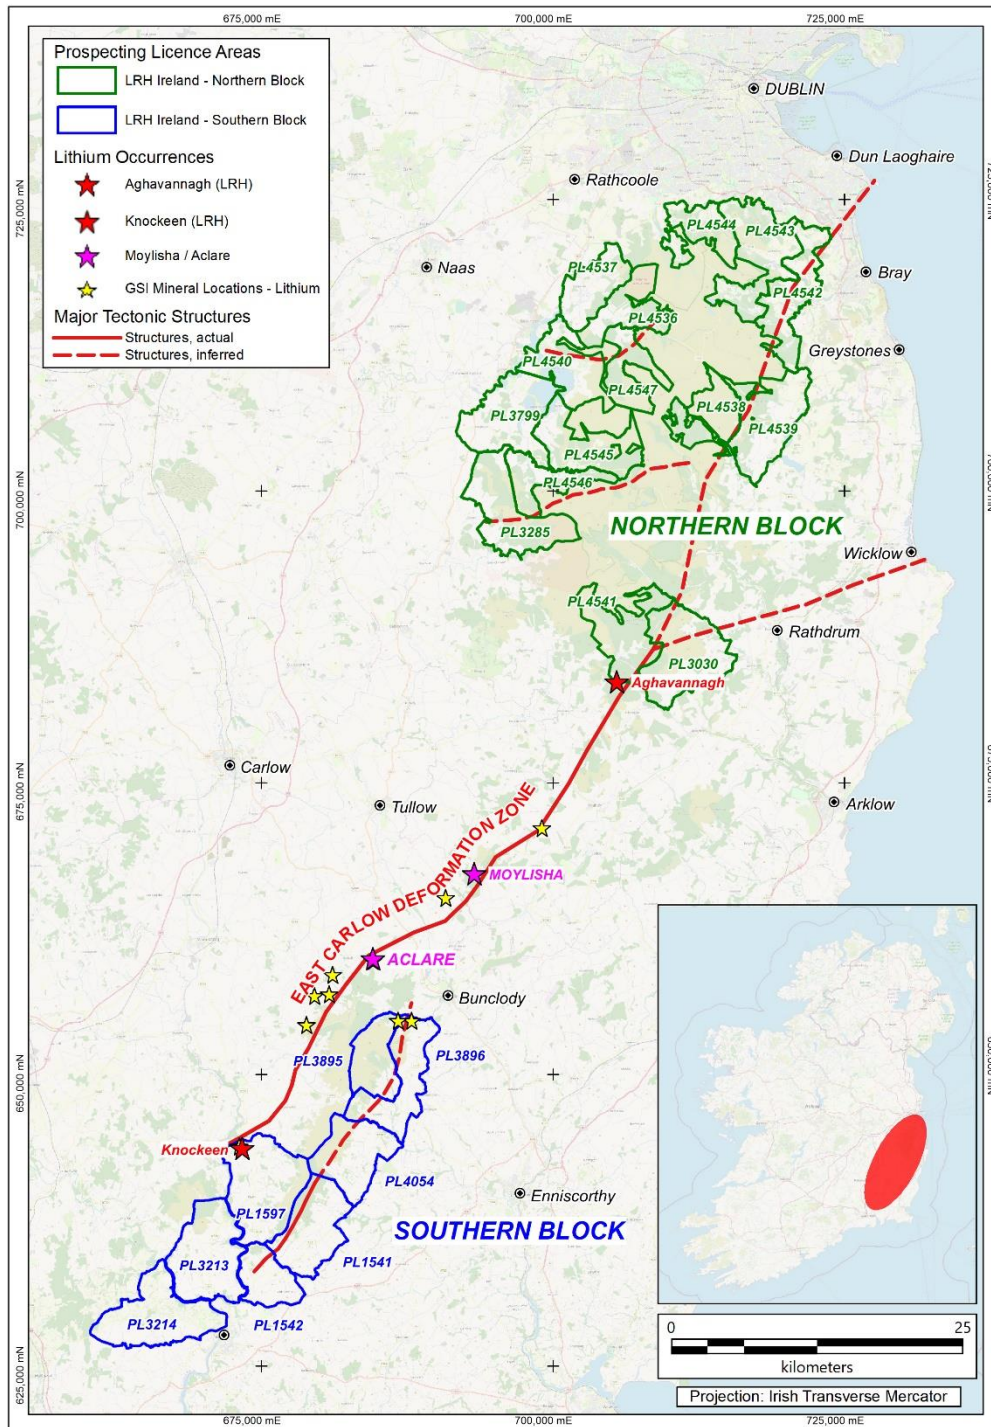 675,000 mE
700,000 mE
725,000 mE
Prospecting Licence Areas
LRH Ireland - Northern Block
LRH Ireland - Southern Block
Lithium Occurrences
Aghavannagh (LRH)
Knockeen (LRH)
Moylisha / Aclare
GSI Mineral Locations - Lithium
Major Tectonic Structures
Structures, actual
Structures, inferred
DUBLIN
Dun Laoghaire
Rathcoole
725,000 mN
PL4544
PL4543
Naas
PL4537
Bray
PL4542
PL4536
Greystones
PL4540
PL4547
PL3799
PL4538
PL4539
PL4545
PL4546
700,000 mN
PL3285
NORTHERN BLOCK
Wicklow
PL4541
Rathdrum
PL3030
Aghavannagh
Carlow
675,000 mN
Tullow
Arklow
EAST CARLOW DEFORMATION ZONE
MOYLISHA
ACLARE
Bunclody
PL3895
PL3896
650,000 mN
Knockeen
PL4054
Enniscorthy
PL1597
SOUTHERN BLOCK
PL3213
PL1541
PL3214
PL1542
0
25
kilometers
625,000 mN
Projection: Irish Transverse Mercator
675,000 mE
700,000 mE
725,000 mE